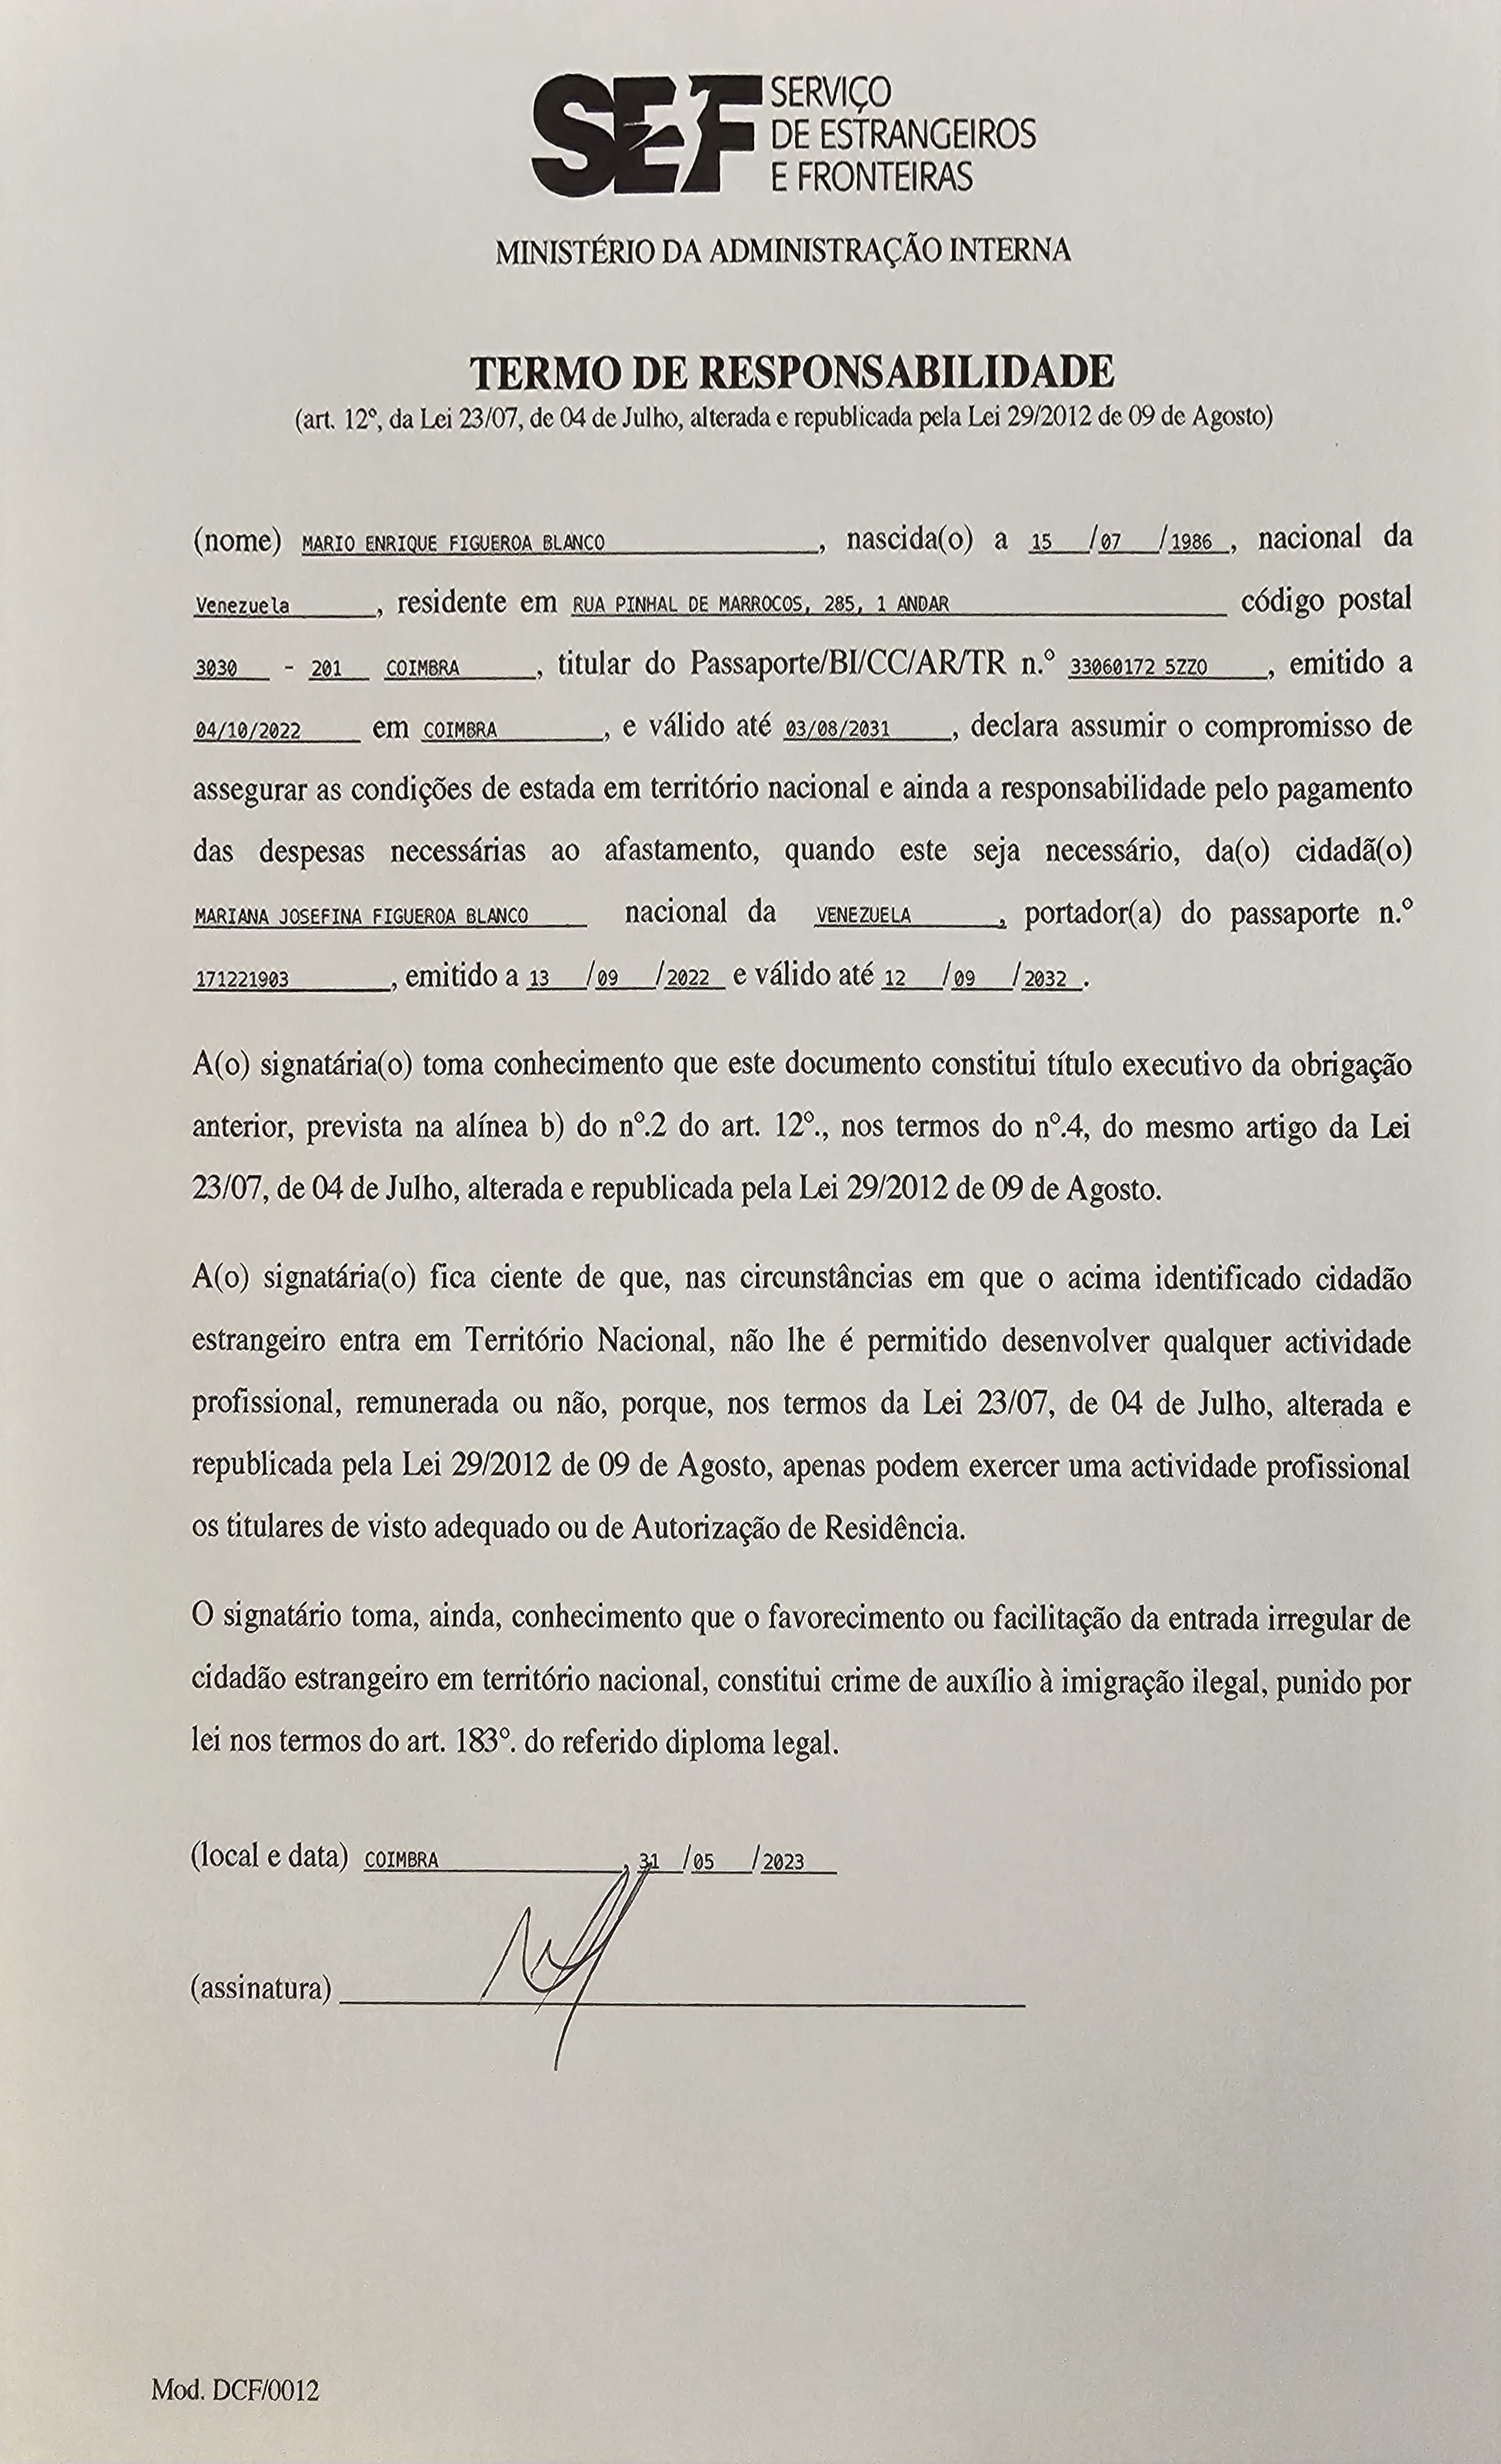 SEF SERVIÇO
DE ESTRANGEIROS
E FRONTEIRAS
MINISTÉRIO DA ADMINISTRAÇÃO INTERNA
TERMO DE RESPONSABILIDADE
(art. 12º, da Lei 23/07, de 04 de Julho, alterada e republicada pela Lei 29/2012 de 09 de Agosto)
(nome) MARIO ENRIQUE FIGUEROA BLANCO, nascida(o) a 15 /07 /1986, nacional da
Venezuela, residente em RUA PINHAL DE MARROCOS, 285, 1 ANDAR código postal
3030 - 201 COIMBRA, titular do Passaporte/BI/CC/AR/TR n.º 33060172 5ZZO, emitido a
04/10/2022 em COIMBRA, e válido até 03/08/2031, declara assumir o compromisso de
assegurar as condições de estada em território nacional e ainda a responsabilidade pelo pagamento
das despesas necessárias ao afastamento, quando este seja necessário, da(o) cidadã(o)
MARIANA JOSEFINA FIGUEROA BLANCO nacional da VENEZUELA, portador(a) do passaporte n.º
171221903, emitido a 13 /09 /2022 e válido até 12 /09 /2032.
A(o) signatária(o) toma conhecimento que este documento constitui título executivo da obrigação
anterior, prevista na alínea b) do nº.2 do art. 12º., nos termos do nº.4, do mesmo artigo da Lei
23/07, de 04 de Julho, alterada e republicada pela Lei 29/2012 de 09 de Agosto.
A(o) signatária(o) fica ciente de que, nas circunstâncias em que o acima identificado cidadão
estrangeiro entra em Território Nacional, não lhe é permitido desenvolver qualquer actividade
profissional, remunerada ou não, porque, nos termos da Lei 23/07, de 04 de Julho, alterada e
republicada pela Lei 29/2012 de 09 de Agosto, apenas podem exercer uma actividade profissional
os titulares de visto adequado ou de Autorização de Residência.
O signatário toma, ainda, conhecimento que o favorecimento ou facilitação da entrada irregular de
cidadão estrangeiro em território nacional, constitui crime de auxílio à imigração ilegal, punido por
lei nos termos do art. 183º. do referido diploma legal.
(local e data) COIMBRA, 31 /05 /2023
(assinatura)
Mod. DCF/0012